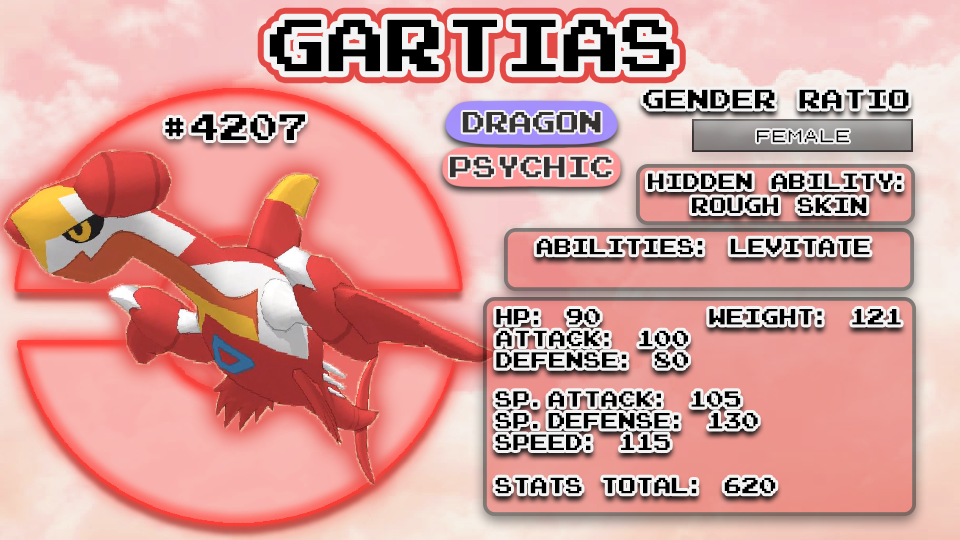 GARTIAS
#4207
DRAGON
PSYCHIC
GENDER RATIO
FEMALE
HIDDEN ABILITY:
ROUGH SKIN
ABILITIES: LEVITATE
HP: 90 WEIGHT: 121
ATTACK: 100
DEFENSE: 80
SP. ATTACK: 105
SP. DEFENSE: 130
SPEED: 115
STATS TOTAL: 620